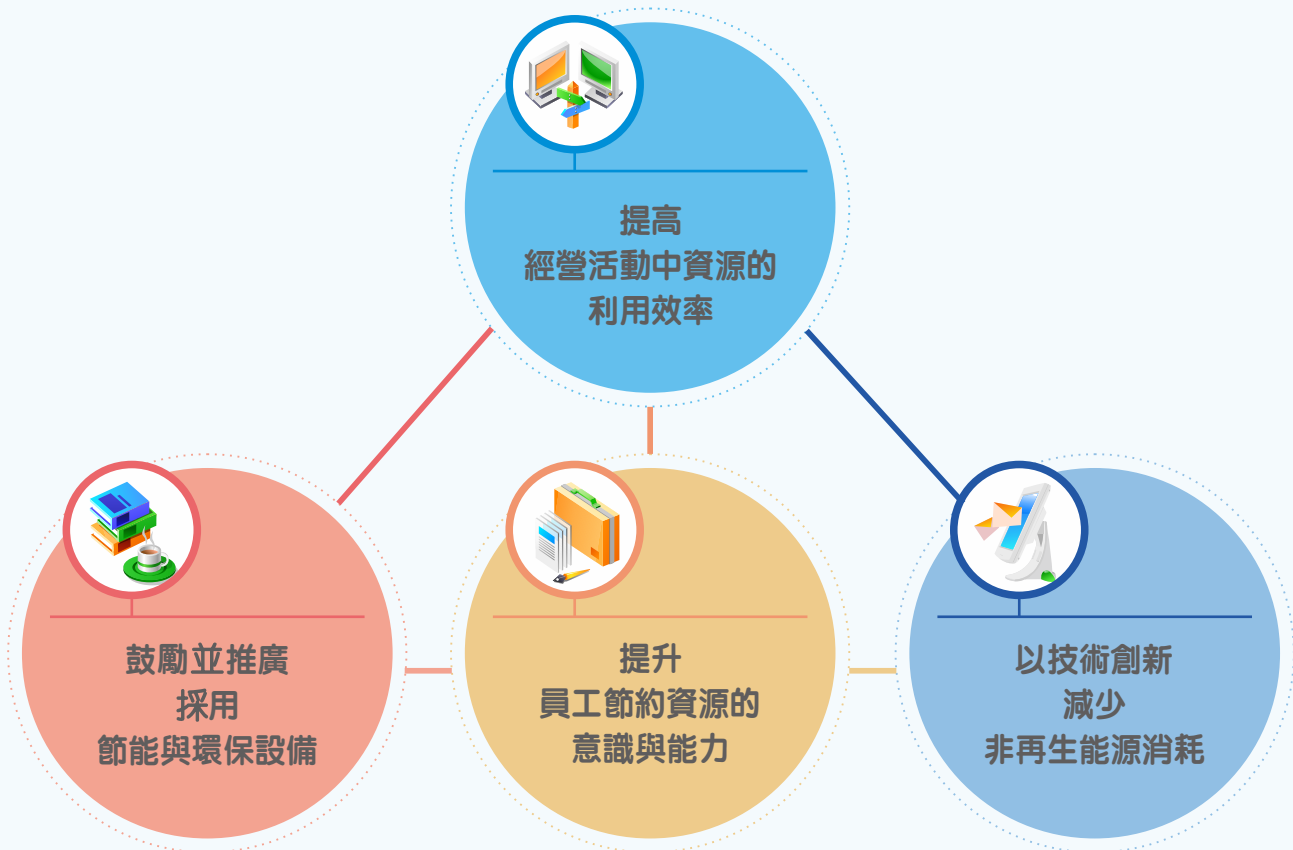 提高
經營活動中資源的
利用效率
鼓勵並推廣
採用
節能與環保設備
提升
員工節約資源的
意識與能力
以技術創新
減少
非再生能源消耗